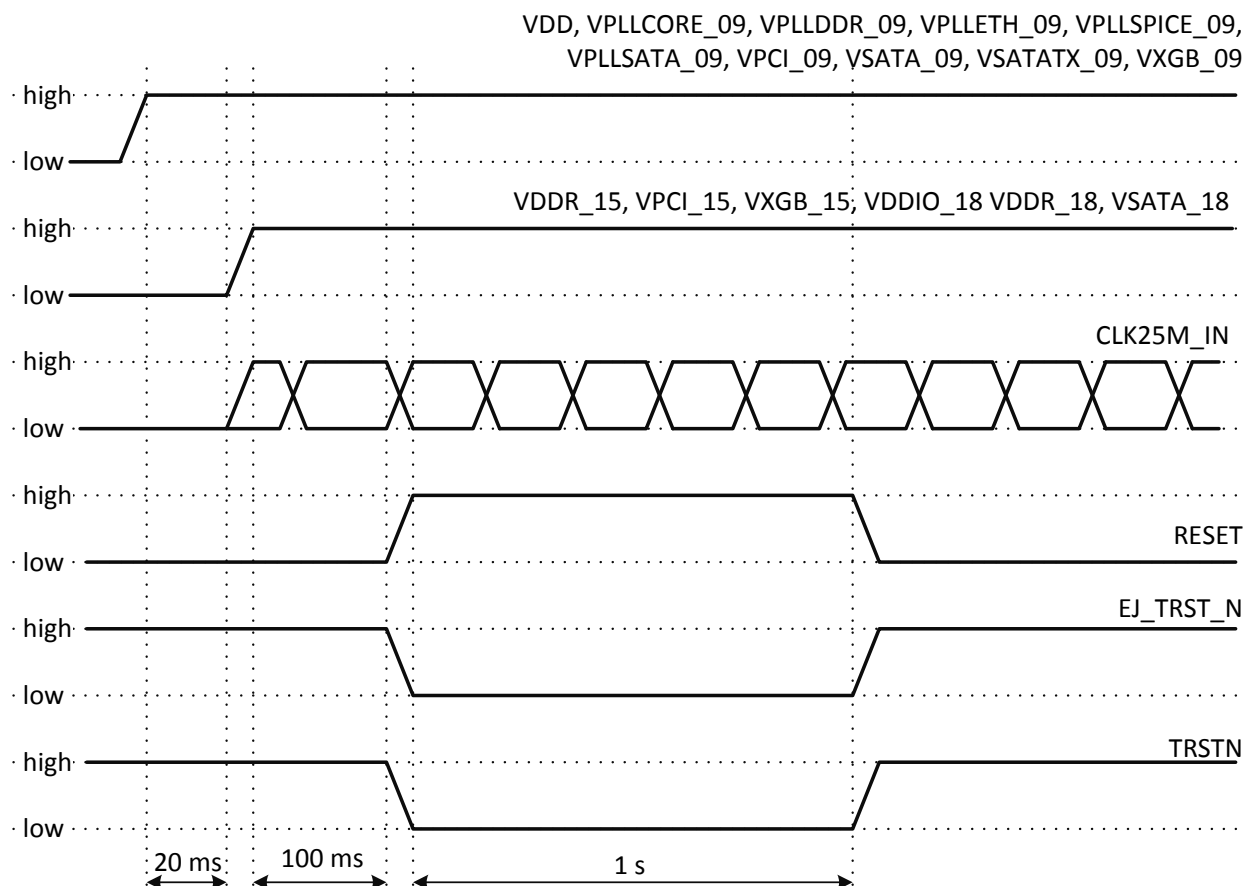 VDD, VPLLCORE_09, VPLLDDR_09, VPLLETH_09, VPLLSPICE_09,
VPLLSATA_09, VPCI_09, VSATA_09, VSATATX_09, VXGB_09
high
low
VDDR_15, VPCI_15, VXGB_15, VDDIO_18 VDDR_18, VSATA_18
high
low
CLK25M_IN
high
low
high
RESET
low
EJ_TRST_N
high
low
TRSTN
high
low
20 ms 100 ms 1 s